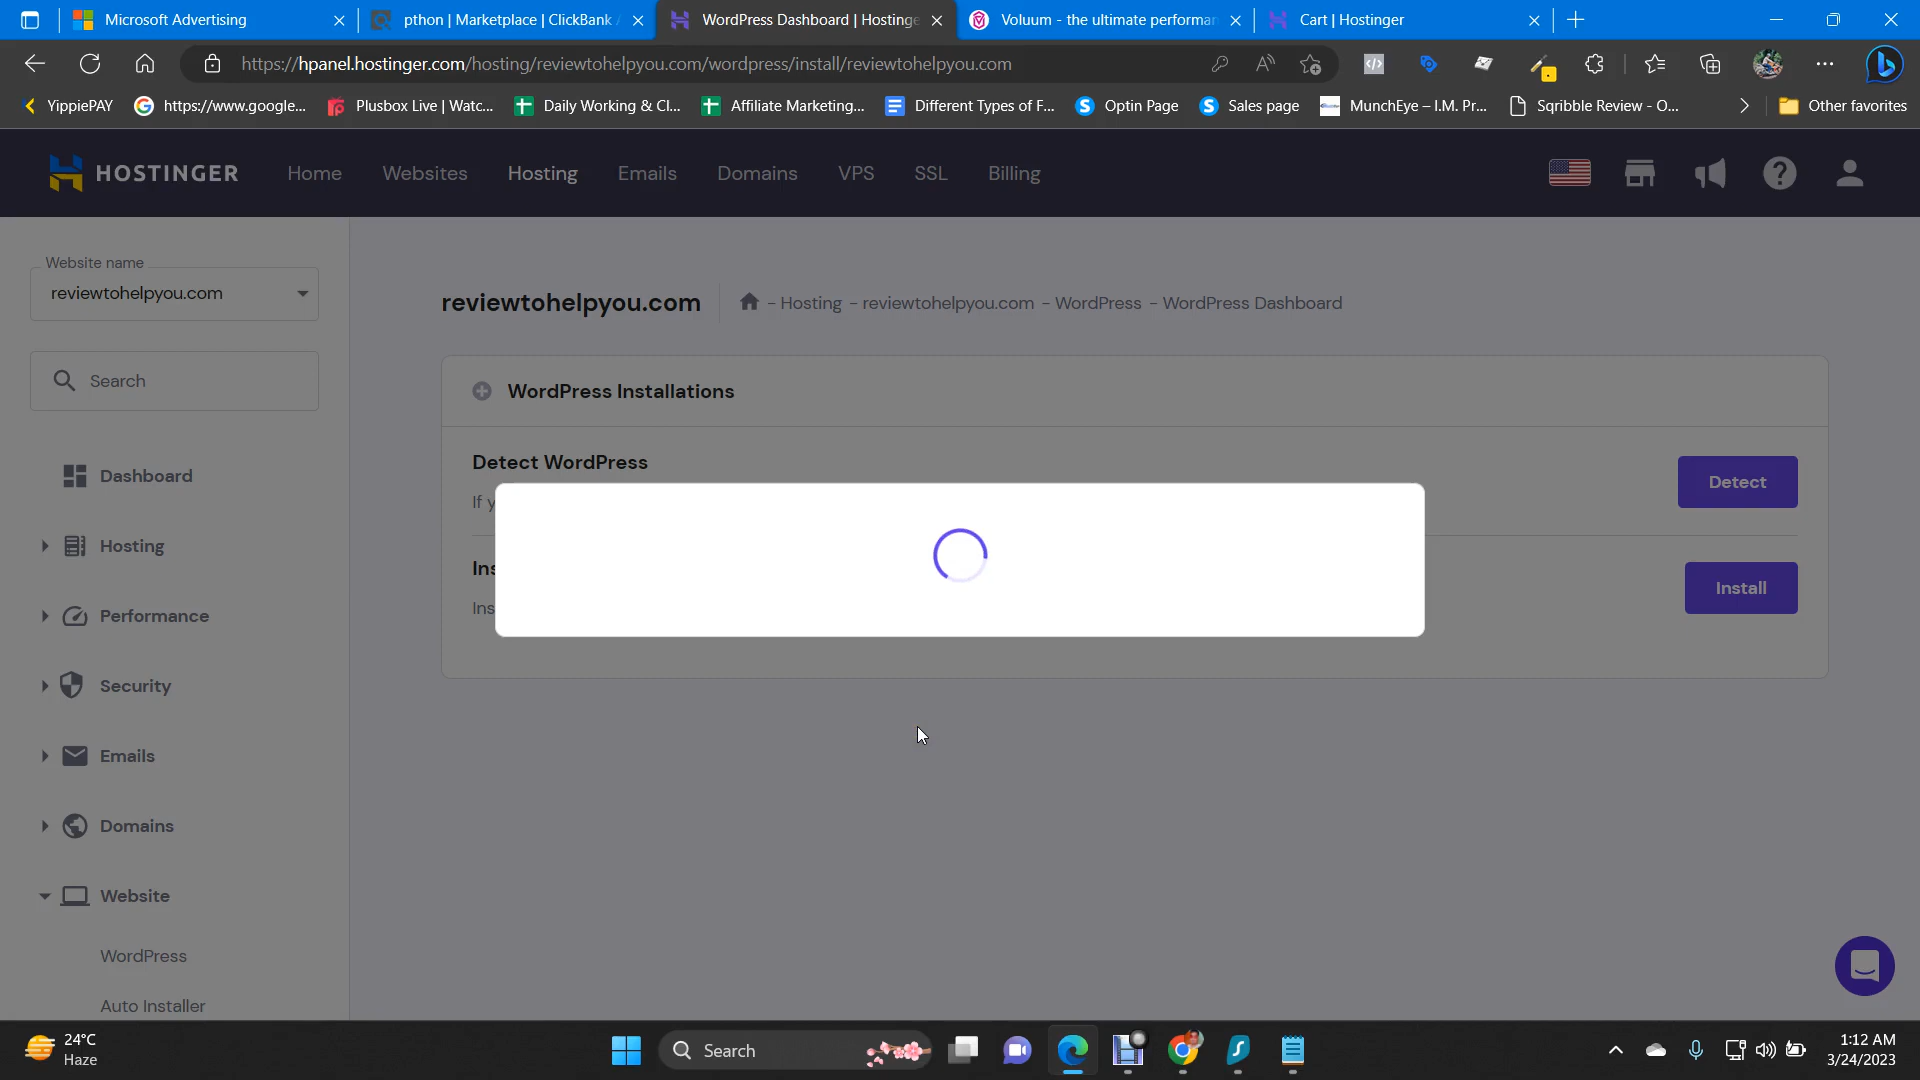 Microsoft Advertising
pthon | Marketplace | ClickBank
WordPress Dashboard | Hostinge
Voluum - the ultimate performan
Cart | Hostinger
https://hpanel.hostinger.com/hosting/reviewtohelpyou.com/wordpress/install/reviewtohelpyou.com
YippiePAY
https://www.google...
Plusbox Live | Watc...
Daily Working & Cl...
Affiliate Marketing...
Different Types of F...
Optin Page
Sales page
MunchEye – I.M. Pr...
Sqribble Review - O...
Other favorites
HOSTINGER
Home
Websites
Hosting
Emails
Domains
VPS
SSL
Billing
Website name
reviewtohelpyou.com
Search
reviewtohelpyou.com
- Hosting - reviewtohelpyou.com - WordPress - WordPress Dashboard
WordPress Installations
Detect WordPress
If y
Detect
Ins
Ins
Install
Dashboard
Hosting
Performance
Security
Emails
Domains
Website
WordPress
Auto Installer
24°C
Haze
Search
1:12 AM
3/24/2023